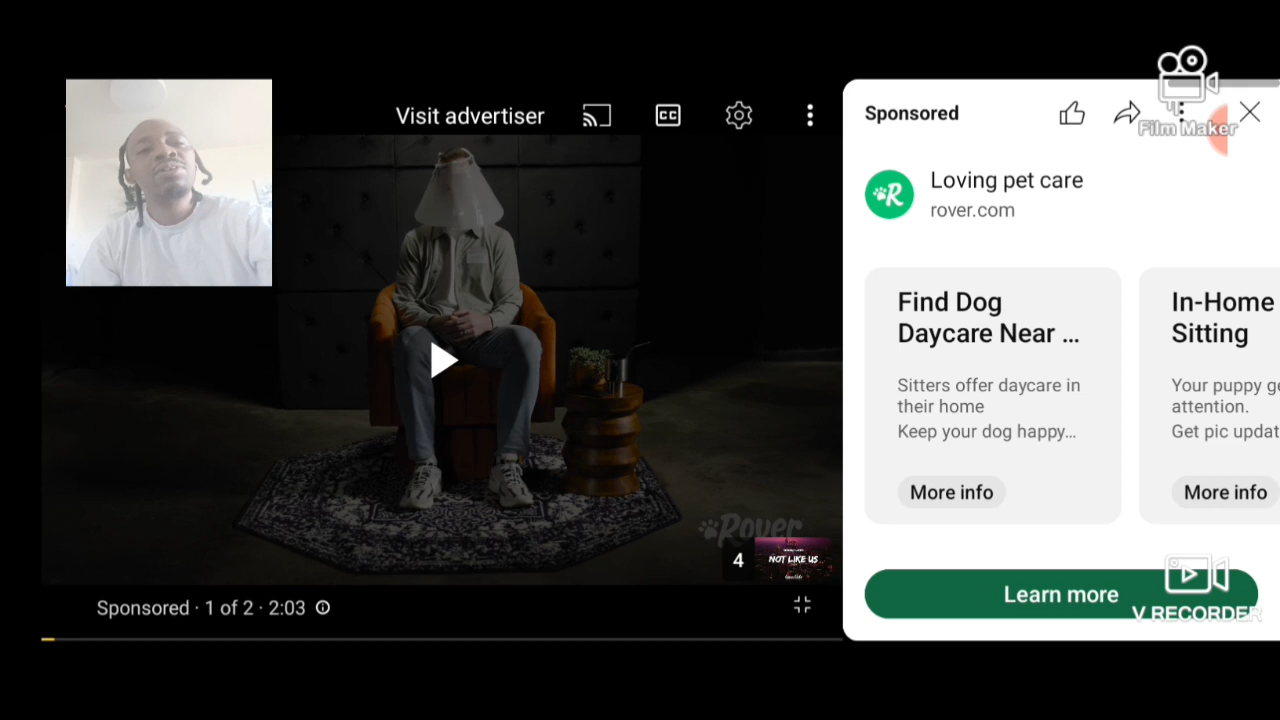 Visit advertiser
CC
Sponsored
Film Maker
R
Loving pet care
rover.com
Find Dog
Daycare Near ...
Sitters offer daycare in
their home
Keep your dog happy...
More info
In-Home
Sitting
Your puppy ge
attention.
Get pic updat
More info
Rover
4
NOT LIKE US
Sponsored · 1 of 2 · 2:03
Learn more
V RECORDER